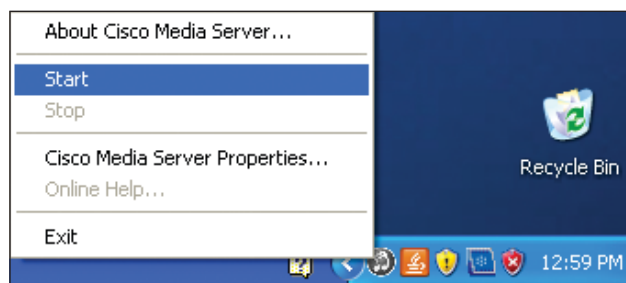 About Cisco Media Server...
Start
Stop
Cisco Media Server Properties...
Online Help...
Exit
Recycle Bin
12:59 PM